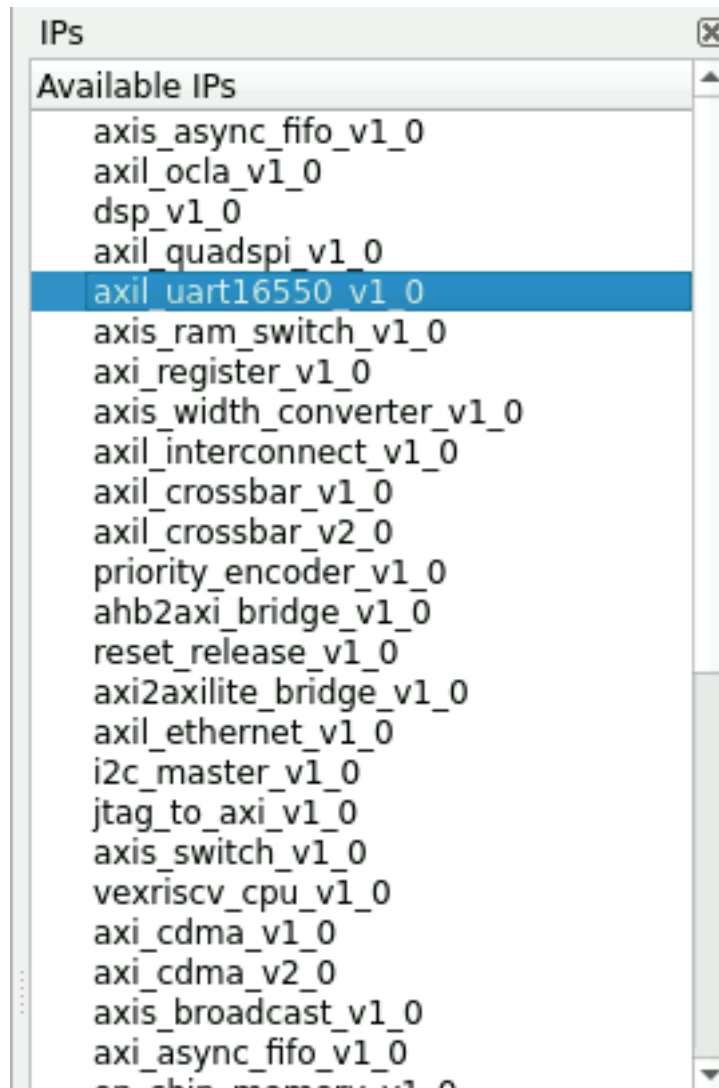 IPs
Available IPs
axis_async_fifo_v1_0
axil_ocla_v1_0
dsp_v1_0
axil_quadspi_v1_0
axil_uart16550_v1_0
axis_ram_switch_v1_0
axi_register_v1_0
axis_width_converter_v1_0
axil_interconnect_v1_0
axil_crossbar_v1_0
axil_crossbar_v2_0
priority_encoder_v1_0
ahb2axi_bridge_v1_0
reset_release_v1_0
axi2axilite_bridge_v1_0
axil_ethernet_v1_0
i2c_master_v1_0
jtag_to_axi_v1_0
axis_switch_v1_0
vexriscv_cpu_v1_0
axi_cdma_v1_0
axi_cdma_v2_0
axis_broadcast_v1_0
axi_async_fifo_v1_0
on_chip_memory_v1_0